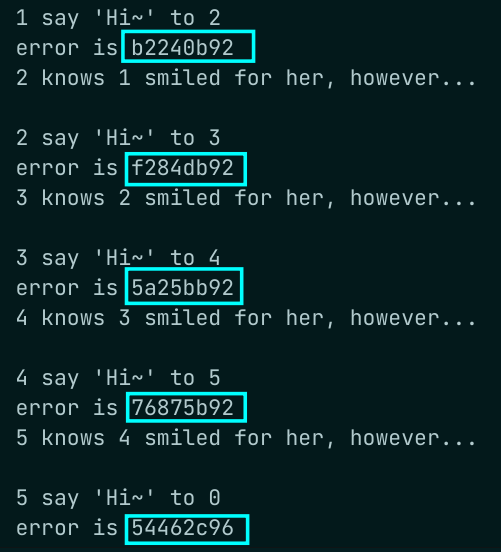 1 say 'Hi~' to 2
error is b2240b92
2 knows 1 smiled for her, however...
2 say 'Hi~' to 3
error is f284db92
3 knows 2 smiled for her, however...
3 say 'Hi~' to 4
error is 5a25bb92
4 knows 3 smiled for her, however...
4 say 'Hi~' to 5
error is 76875b92
5 knows 4 smiled for her, however...
5 say 'Hi~' to 0
error is 54462c96